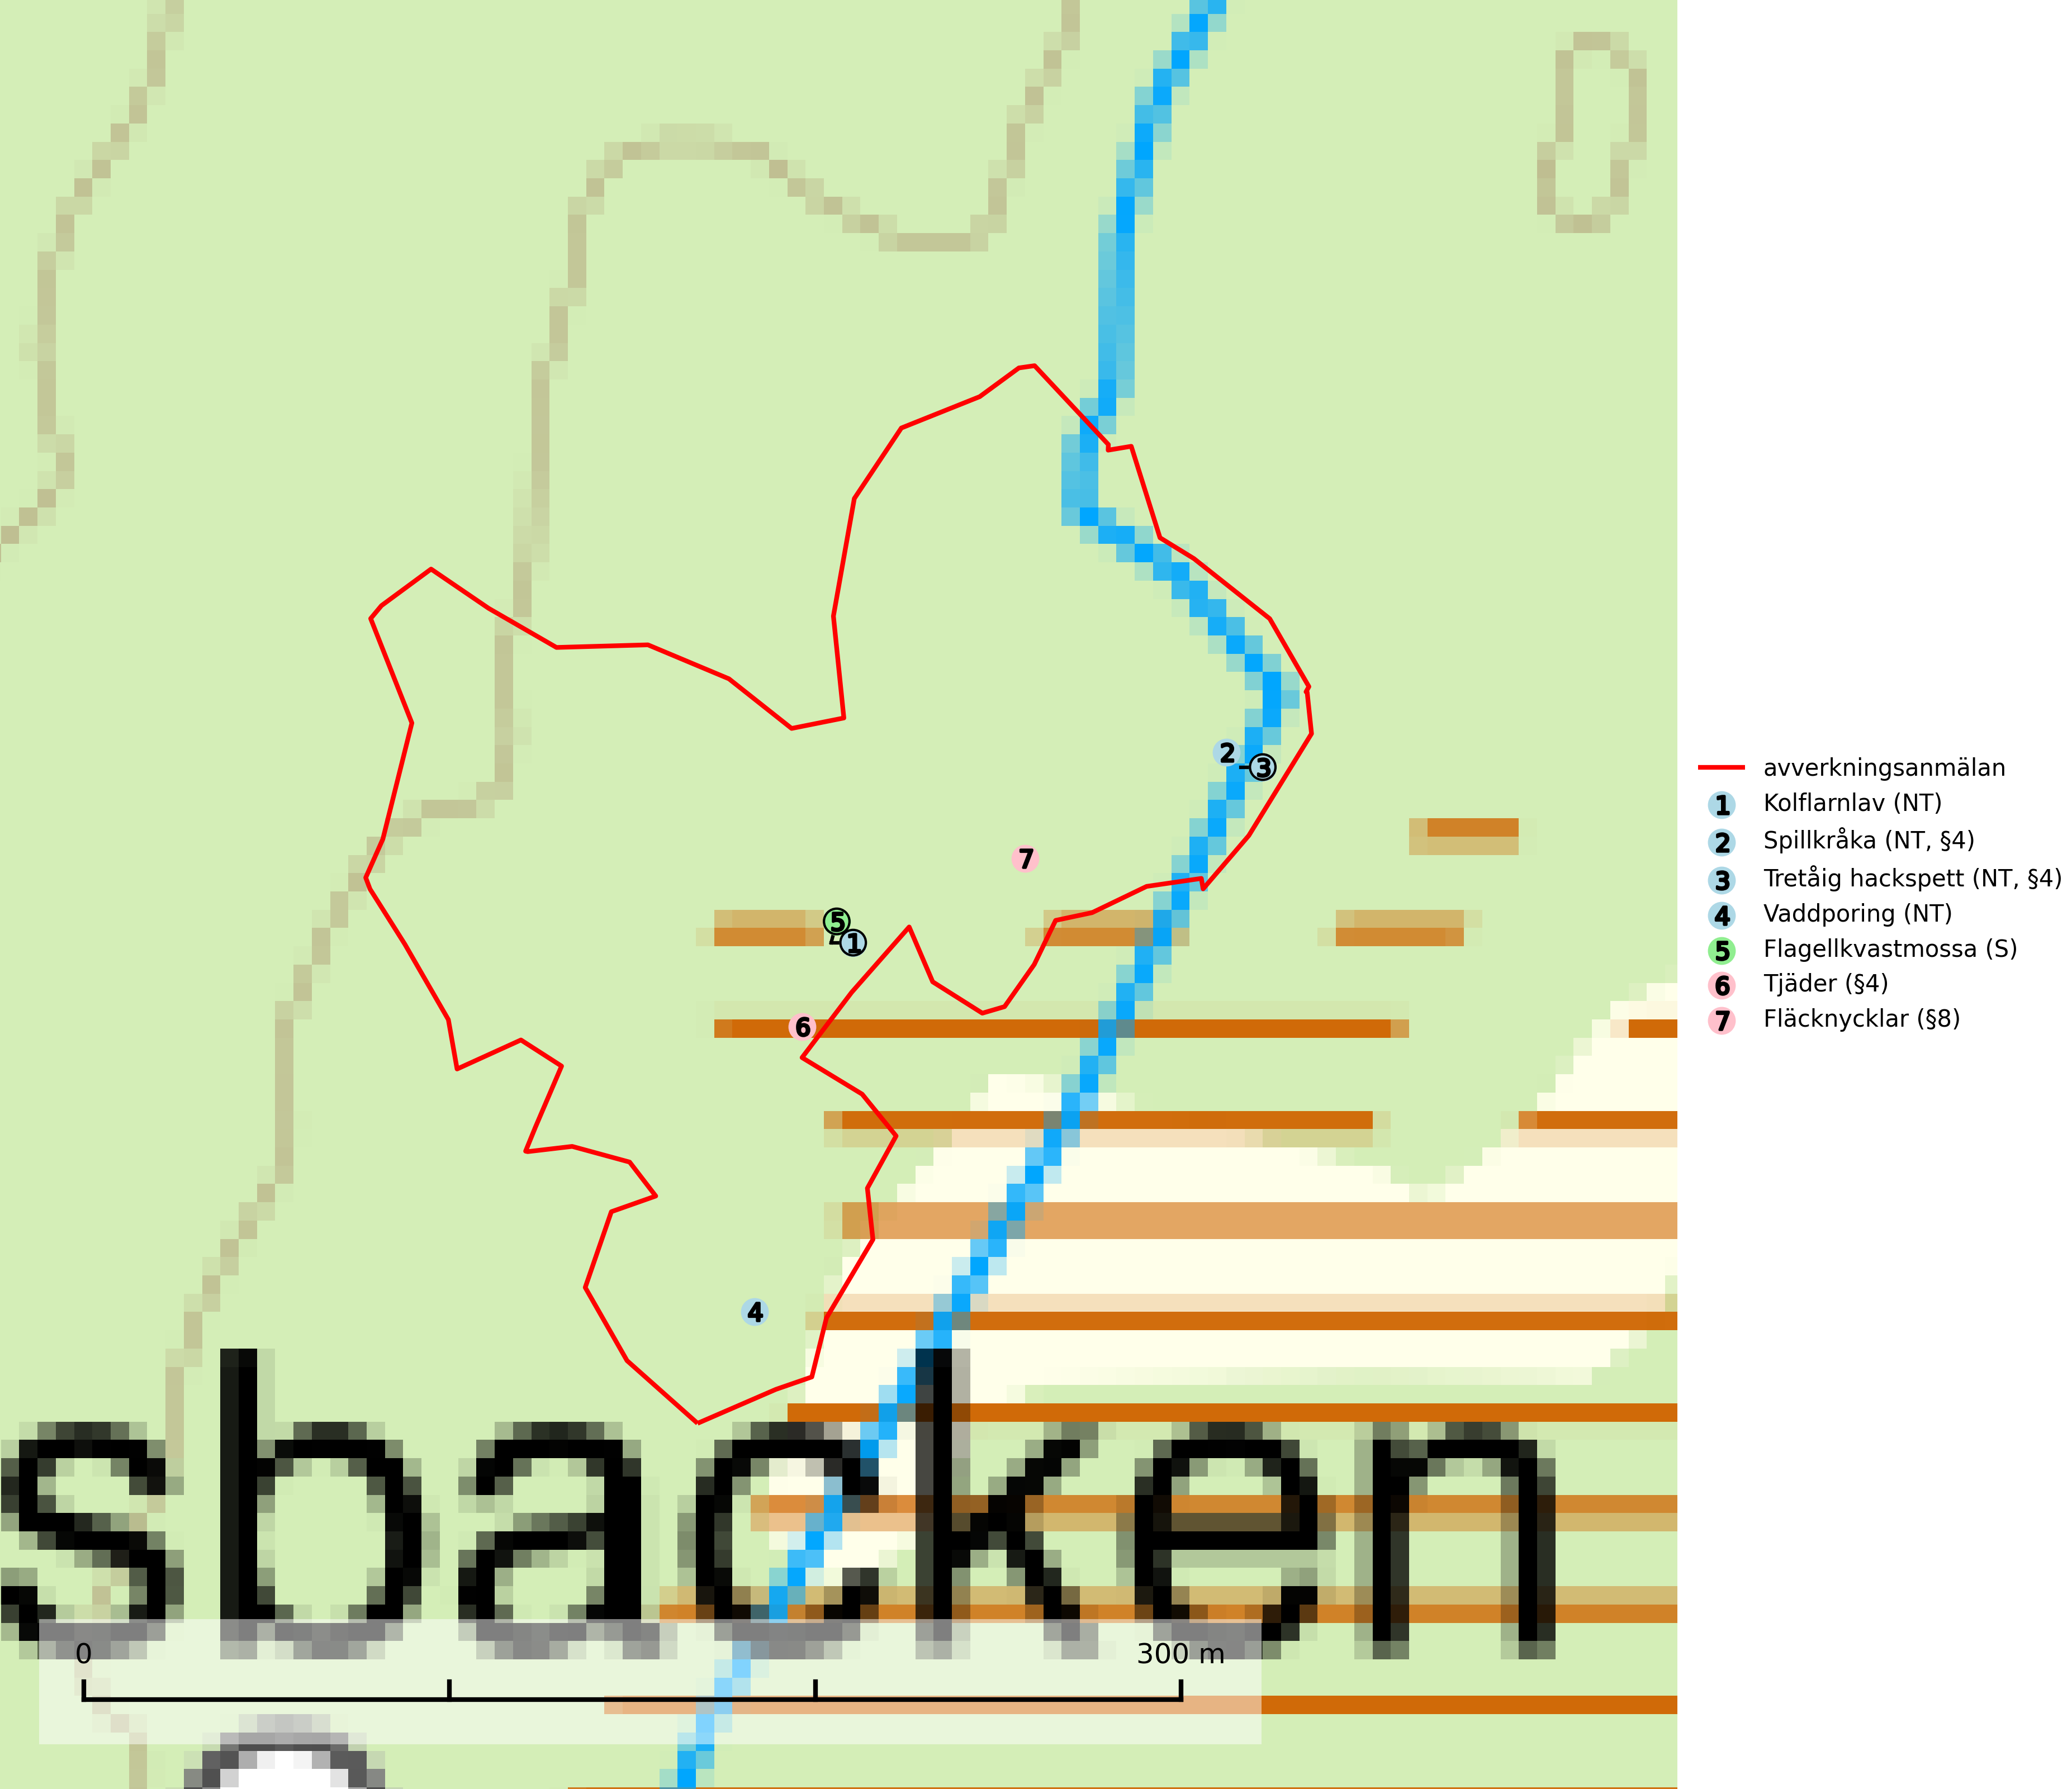 avverkningsanmälan
1 Kolflarnlav (NT)
2 Spillkråka (NT, §4)
3 Tretåig hackspett (NT, §4)
4 Vaddporing (NT)
5 Flagellkvastmossa (S)
6 Tjäder (§4)
7 Fläcknycklar (§8)
2
3
7
5
1
6
4
sbacken
0 300 m